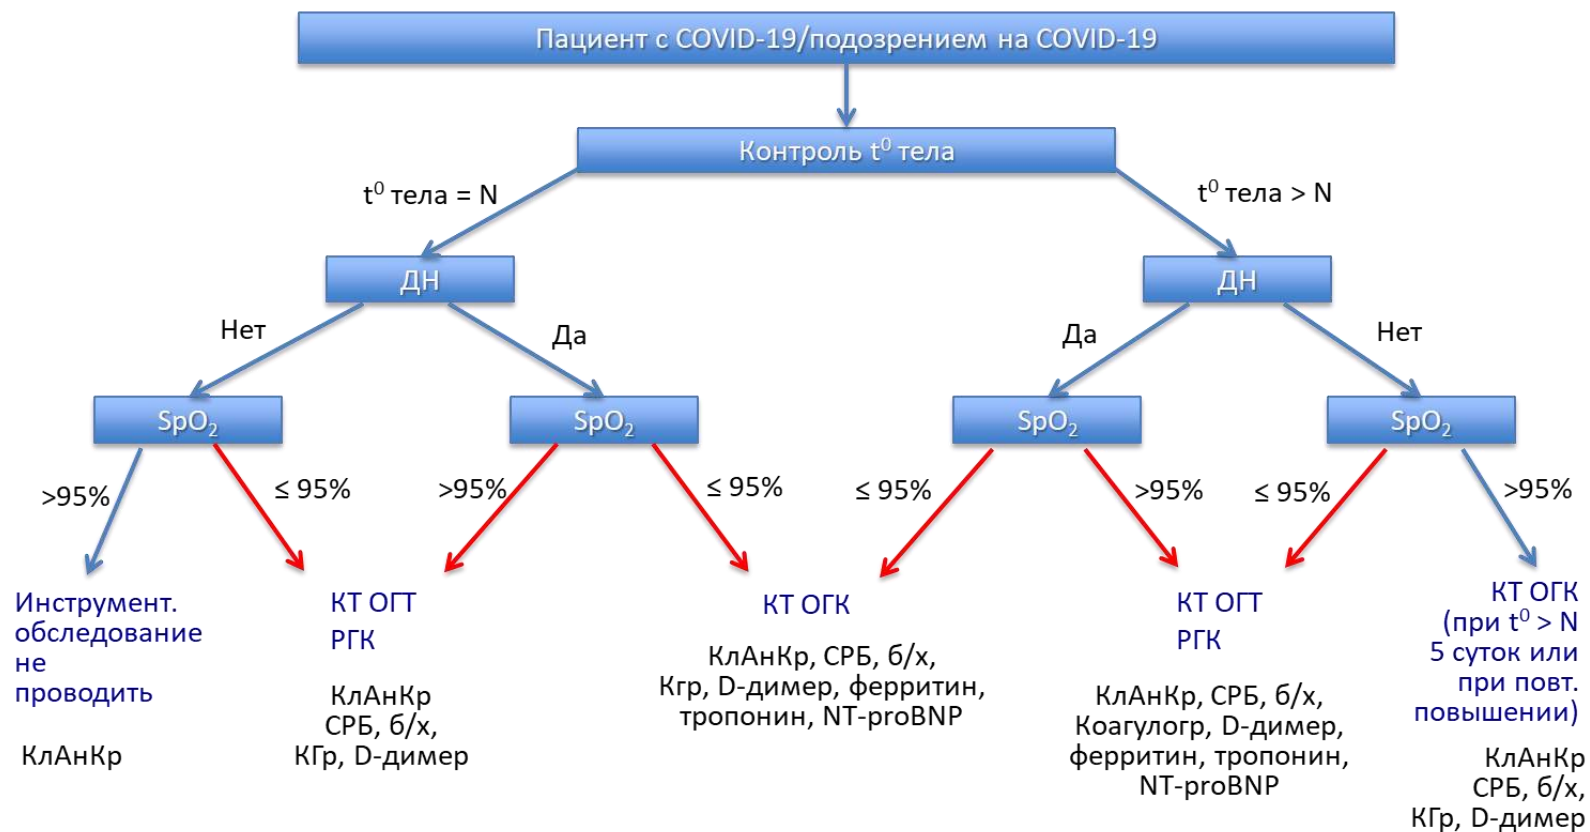 Пациент с COVID-19/подозрением на COVID-19
Контроль t⁰ тела
t⁰ тела = N
t⁰ тела > N
ДН
ДН
Нет
Да
Да
Нет
SpO₂
SpO₂
SpO₂
SpO₂
>95%
≤ 95%
>95%
≤ 95%
≤ 95%
>95%
≤ 95%
>95%
Инструмент.
обследование
не
проводить
КлАнКр
КТ ОГТ
РГК
КлАнКр
СРБ, б/х,
КГр, D-димер
КТ ОГК
КлАнКр, СРБ, б/х,
Кгр, D-димер, ферритин,
тропонин, NT-proBNP
КТ ОГТ
РГК
КлАнКр, СРБ, б/х,
Коагулогр, D-димер,
ферритин, тропонин,
NT-proBNP
КТ ОГК
(при t⁰ > N
5 суток или
при повт.
повышении)
КлАнКр
СРБ, б/х,
КГр, D-димер